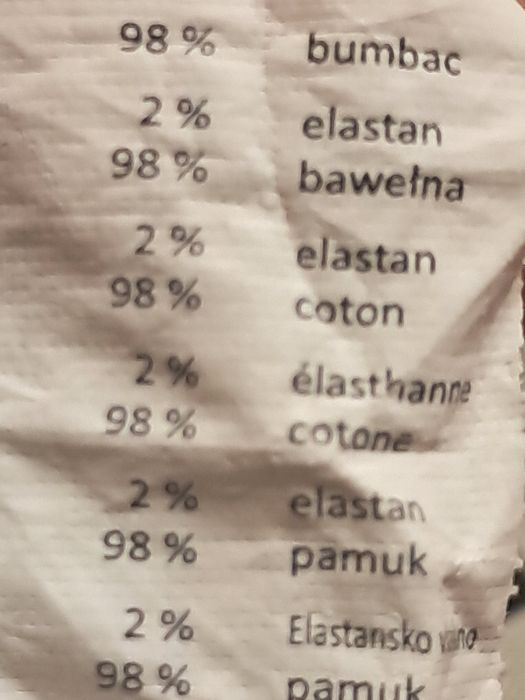 98 % bumbac
2 % elastan
98 % bawełna
2 % elastan
98 % coton
2 % élasthanne
98 % cotone
2 % elastan
98 % pamuk
2 % Elastansko
98 % pamuk